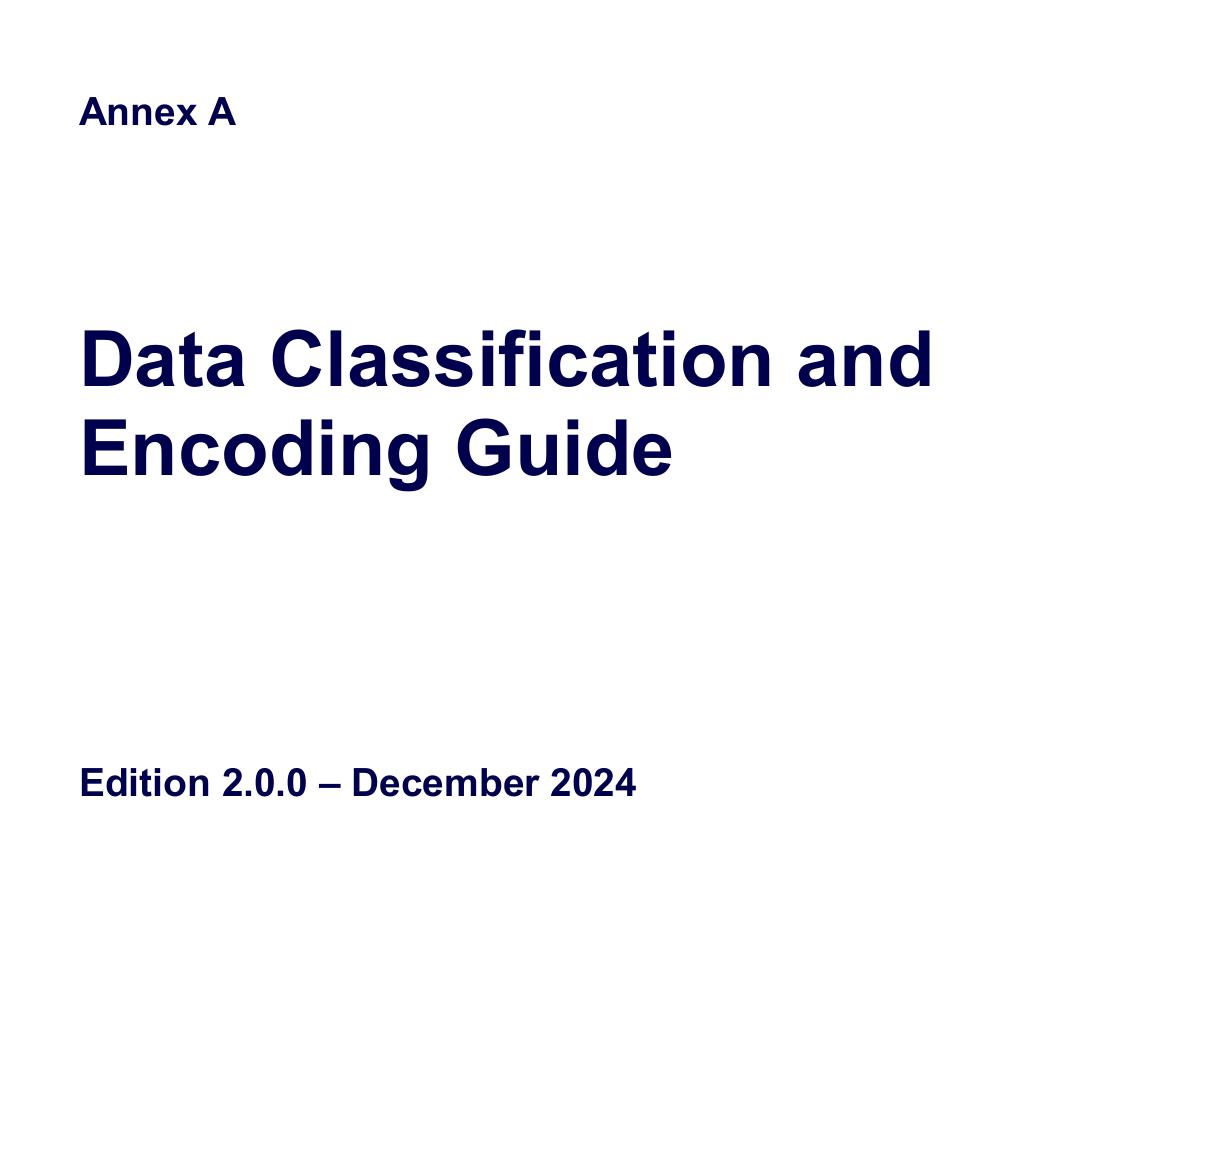 Annex A
Data Classification and
Encoding Guide
Edition 2.0.0 – December 2024